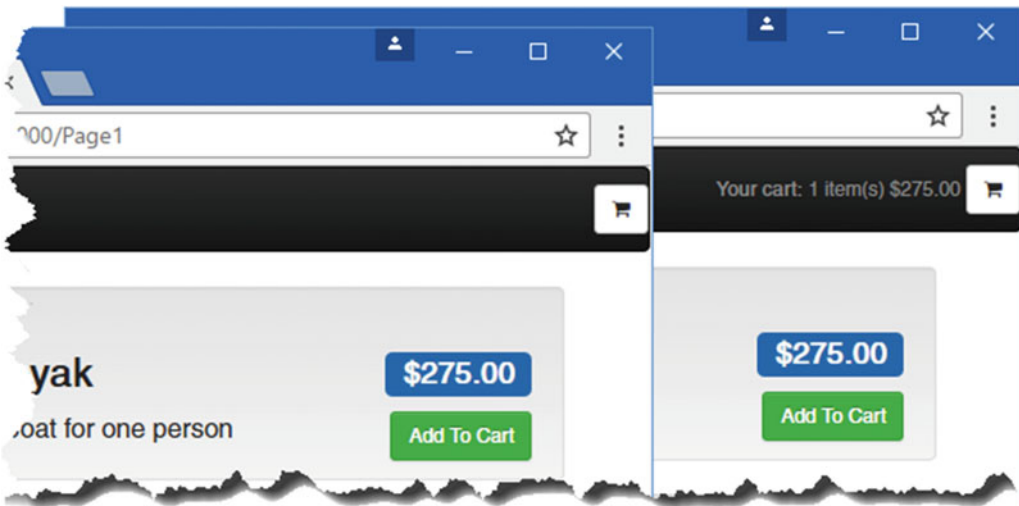 000/Page1
Your cart: 1 item(s) $275.00
yak
$275.00
oat for one person
Add To Cart
$275.00
Add To Cart